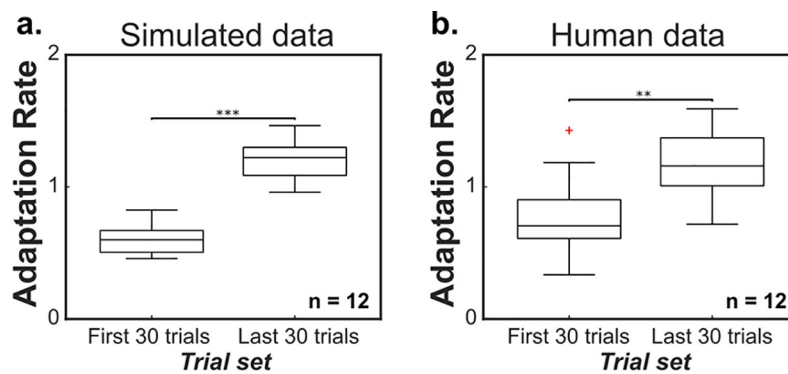 a.
Simulated data
2
1
0
Adaptation Rate
***
n = 12
First 30 trials
Last 30 trials
Trial set
b.
Human data
2
1
0
Adaptation Rate
**
+
n = 12
First 30 trials
Last 30 trials
Trial set